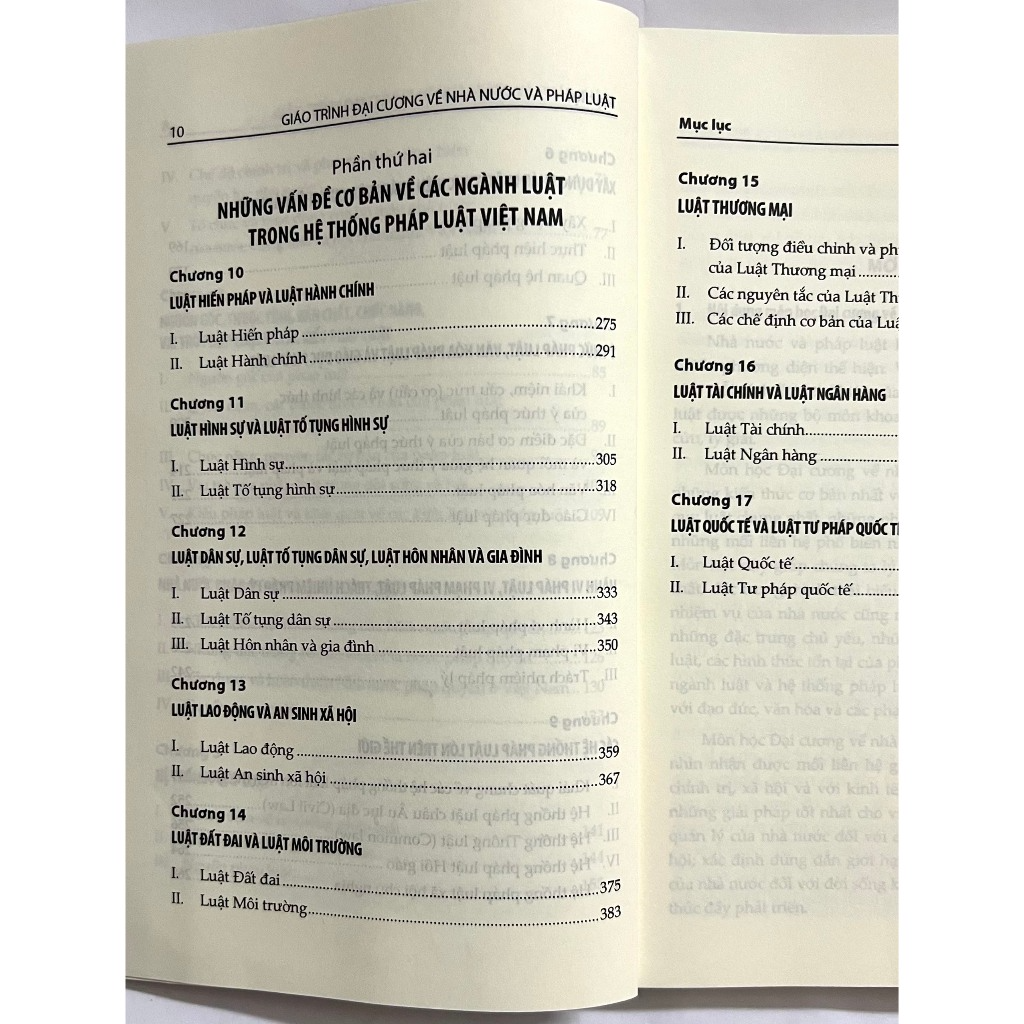 10
GIÁO TRÌNH ĐẠI CƯƠNG VỀ NHÀ NƯỚC VÀ PHÁP LUẬT
Phần thứ hai
NHỮNG VẤN ĐỀ CƠ BẢN VỀ CÁC NGÀNH LUẬT
TRONG HỆ THỐNG PHÁP LUẬT VIỆT NAM
Chương 10
LUẬT HIẾN PHÁP VÀ LUẬT HÀNH CHÍNH
I. Luật Hiến pháp 275
II. Luật Hành chính 291
Chương 11
LUẬT HÌNH SỰ VÀ LUẬT TỐ TỤNG HÌNH SỰ
I. Luật Hình sự 305
II. Luật Tố tụng hình sự 318
Chương 12
LUẬT DÂN SỰ, LUẬT TỐ TỤNG DÂN SỰ, LUẬT HÔN NHÂN VÀ GIA ĐÌNH
I. Luật Dân sự 333
II. Luật Tố tụng dân sự 343
III. Luật Hôn nhân và gia đình 350
Chương 13
LUẬT LAO ĐỘNG VÀ AN SINH XÃ HỘI
I. Luật Lao động 359
II. Luật An sinh xã hội 367
Chương 14
LUẬT ĐẤT ĐAI VÀ LUẬT MÔI TRƯỜNG
I. Luật Đất đai 375
II. Luật Môi trường 383
Mục lục
Chương 15
LUẬT THƯƠNG MẠI
I. Đối tượng điều chỉnh và ph
của Luật Thương mại
II. Các nguyên tắc của Luật Th
III. Các chế định cơ bản của Luậ
Chương 16
LUẬT TÀI CHÍNH VÀ LUẬT NGÂN HÀNG
I. Luật Tài chính
II. Luật Ngân hàng
Chương 17
LUẬT QUỐC TẾ VÀ LUẬT TƯ PHÁP QUỐC T
I. Luật Quốc tế
II. Luật Tư pháp quốc tế